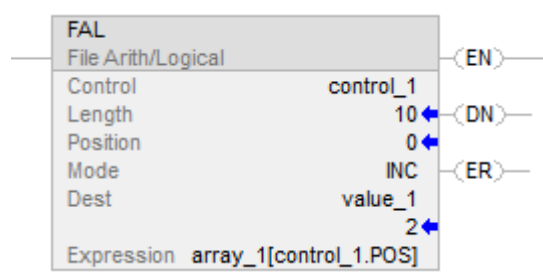 FAL
File Arith/Logical
EN
Control control_1
Length 10
DN
Position 0
Mode INC
ER
Dest value_1
2
Expression array_1[control_1.POS]